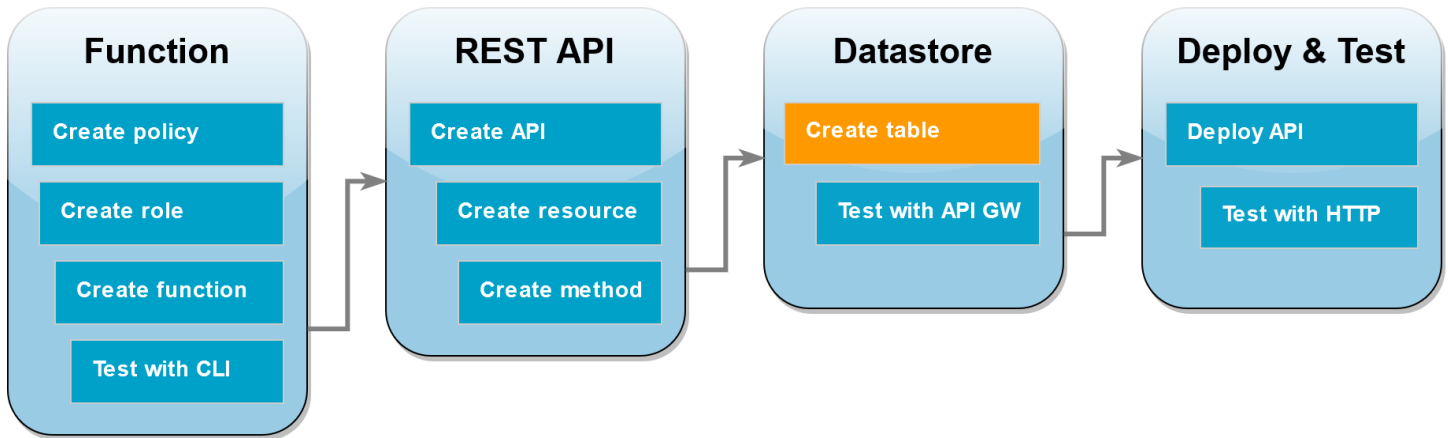 Function
Create policy
Create role
Create function
Test with CLI
REST API
Create API
Create resource
Create method
Datastore
Create table
Test with API GW
Deploy & Test
Deploy API
Test with HTTP